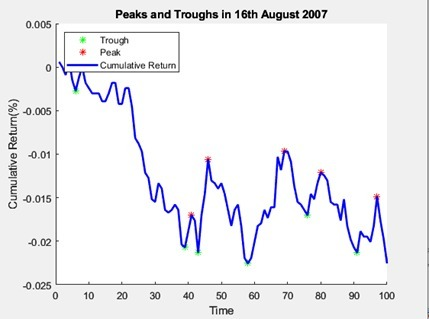 Peaks and Troughs in 16th August 2007
0.005
0
-0.005
-0.01
-0.015
-0.02
-0.025
Cumulative Return(%)
Trough
Peak
Cumulative Return
0 10 20 30 40 50 60 70 80 90 100
Time